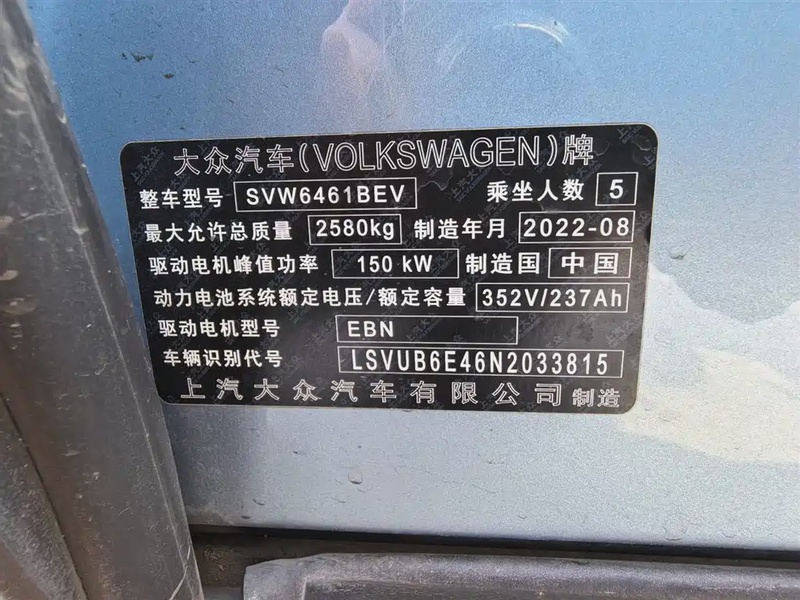 大众汽车(VOLKSWAGEN)牌
整车型号 SVW6461BEV 乘坐人数 5
最大允许总质量 2580kg 制造年月 2022-08
驱动电机峰值功率 150 kW 制造国 中国
动力电池系统额定电压/额定容量 352V/237Ah
驱动电机型号 EBN
车辆识别代号 LSVUB6E46N2033815
上汽大众汽车有限公司 制造